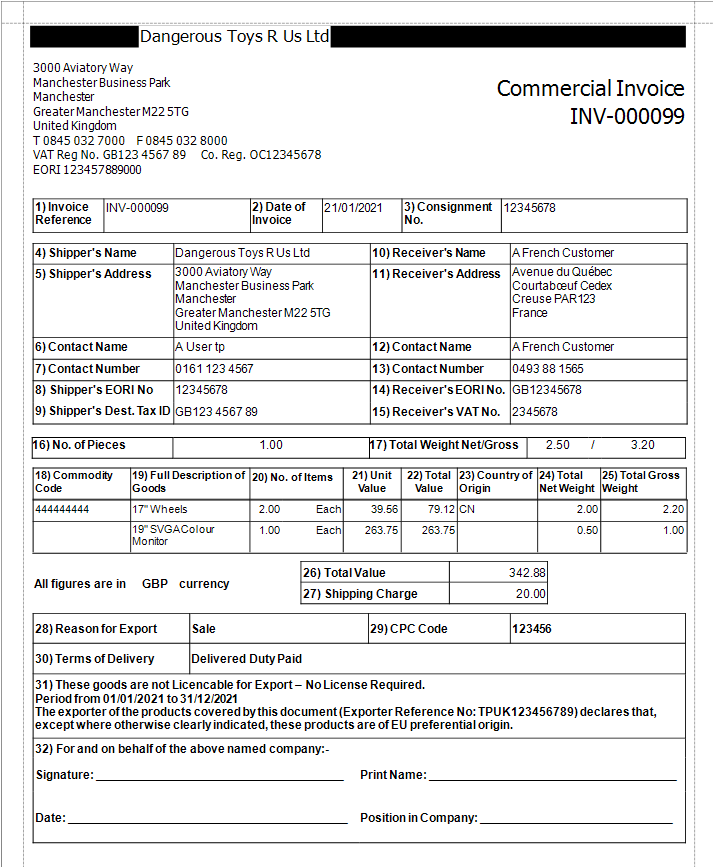 Dangerous Toys R Us Ltd
3000 Aviatory Way
Manchester Business Park
Manchester
Greater Manchester M22 5TG
United Kingdom
T 0845 032 7000 F 0845 032 8000
VAT Reg No. GB123 4567 89 Co. Reg. OC12345678
EORI 123457889000
Commercial Invoice
INV-000099
1) Invoice Reference INV-000099 2) Date of Invoice 21/01/2021 3) Consignment No. 12345678
4) Shipper's Name Dangerous Toys R Us Ltd 10) Receiver's Name A French Customer
5) Shipper's Address 3000 Aviatory Way 11) Receiver's Address Avenue du Québec
Manchester Business Park Courtabœuf Cedex
Manchester Creuse PAR123
Greater Manchester M22 5TG France
United Kingdom
6) Contact Name A User tp 12) Contact Name A French Customer
7) Contact Number 0161 123 4567 13) Contact Number 0493 88 1565
8) Shipper's EORI No 12345678 14) Receiver's EORI No. GB12345678
9) Shipper's Dest. Tax ID GB123 4567 89 15) Receiver's VAT No. 2345678
16) No. of Pieces 1.00 17) Total Weight Net/Gross 2.50 / 3.20
18) Commodity Code 19) Full Description of Goods 20) No. of Items 21) Unit Value 22) Total Value 23) Country of Origin 24) Total Net Weight 25) Total Gross Weight
444444444 17" Wheels 2.00 Each 39.56 79.12 CN 2.00 2.20
19" SVGA Colour Monitor 1.00 Each 263.75 263.75 0.50 1.00
All figures are in GBP currency
26) Total Value 342.88
27) Shipping Charge 20.00
28) Reason for Export Sale 29) CPC Code 123456
30) Terms of Delivery Delivered Duty Paid
31) These goods are not Licencable for Export – No License Required.
Period from 01/01/2021 to 31/12/2021
The exporter of the products covered by this document (Exporter Reference No: TPUK123456789) declares that,
except where otherwise clearly indicated, these products are of EU preferential origin.
32) For and on behalf of the above named company:-
Signature: Print Name:
Date: Position in Company: